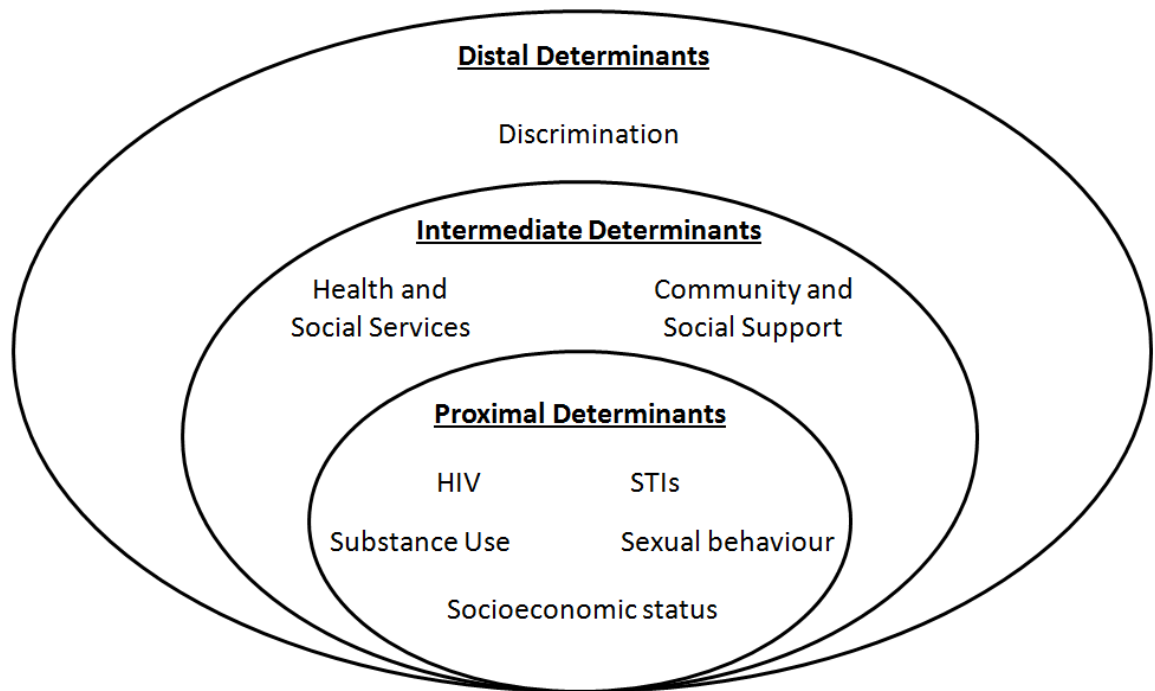 Distal Determinants
Discrimination
Intermediate Determinants
Health and
Social Services
Community and
Social Support
Proximal Determinants
HIV
STIs
Substance Use
Sexual behaviour
Socioeconomic status